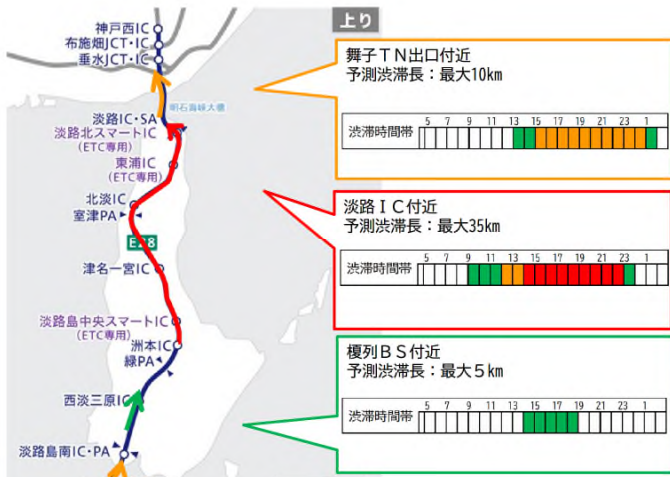 神戸西IC
布施畑JCT・IC
垂水JCT・IC
明石海峡大橋
淡路IC・SA
淡路北スマートIC
(ETC専用)
東浦IC
(ETC専用)
北淡IC
室津PA
E28
津名一宮IC
淡路島中央スマートIC
(ETC専用)
洲本IC
緑PA
西淡三原IC
淡路島南IC・PA
上り
舞子TN出口付近
予測渋滞長:最大10km
渋滞時間帯
5 7 9 11 13 15 17 19 21 23 1
淡路IC付近
予測渋滞長:最大35km
渋滞時間帯
5 7 9 11 13 15 17 19 21 23 1
榎列BS付近
予測渋滞長:最大5km
渋滞時間帯
5 7 9 11 13 15 17 19 21 23 1